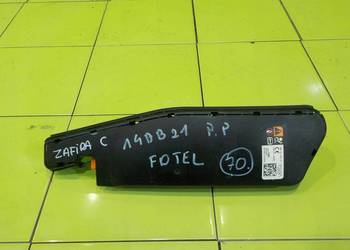 ZAFIRA C
14DB21 P.P
FOTEL
70.